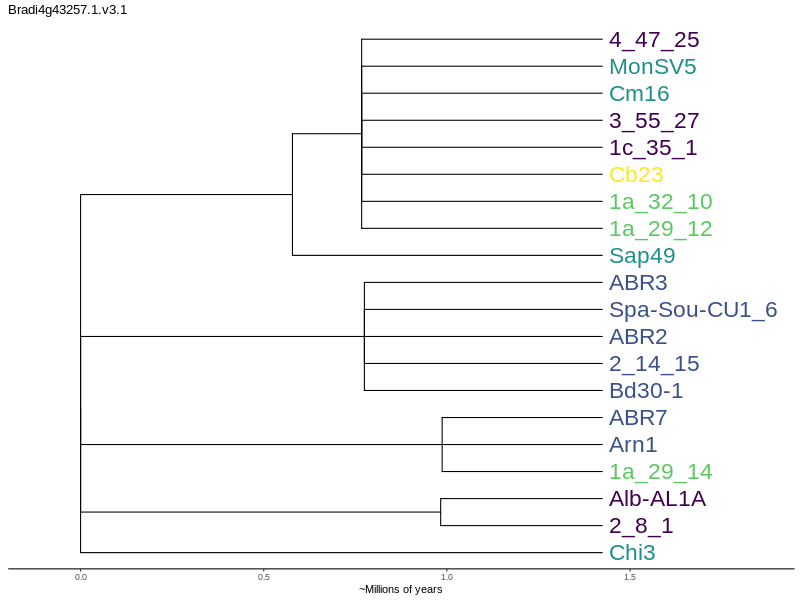 Bradi4g43257.1.v3.1
4_47_25
MonSV5
Cm16
3_55_27
1c_35_1
Cb23
1a_32_10
1a_29_12
Sap49
ABR3
Spa-Sou-CU1_6
ABR2
2_14_15
Bd30-1
ABR7
Arn1
1a_29_14
Alb-AL1A
2_8_1
Chi3
0.0 0.5 1.0 1.5
~Millions of years